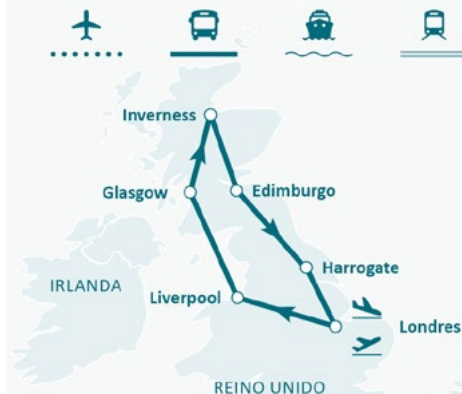 Inverness
Glasgow
Edimburgo
Harrogate
IRLANDA
Liverpool
Londres
REINO UNIDO